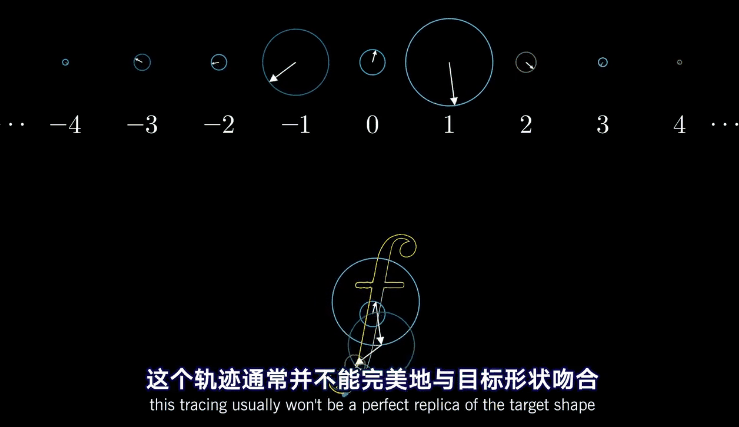 ··· −4 −3 −2 −1 0 1 2 3 4 ···
f
这个轨迹通常并不能完美地与目标形状吻合
this tracing usually won't be a perfect replica of the target shape